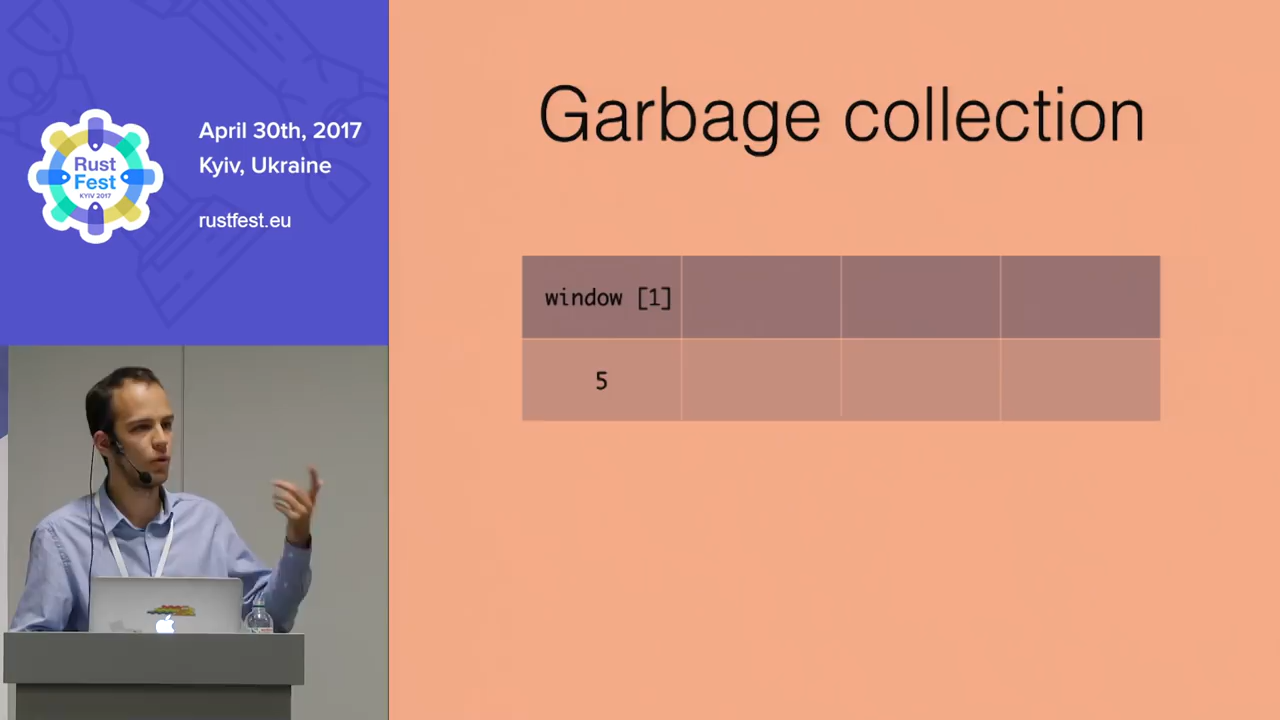 Rust
Fest
KYIV 2017
April 30th, 2017
Kyiv, Ukraine
rustfest.eu
Garbage collection
window [1]
5